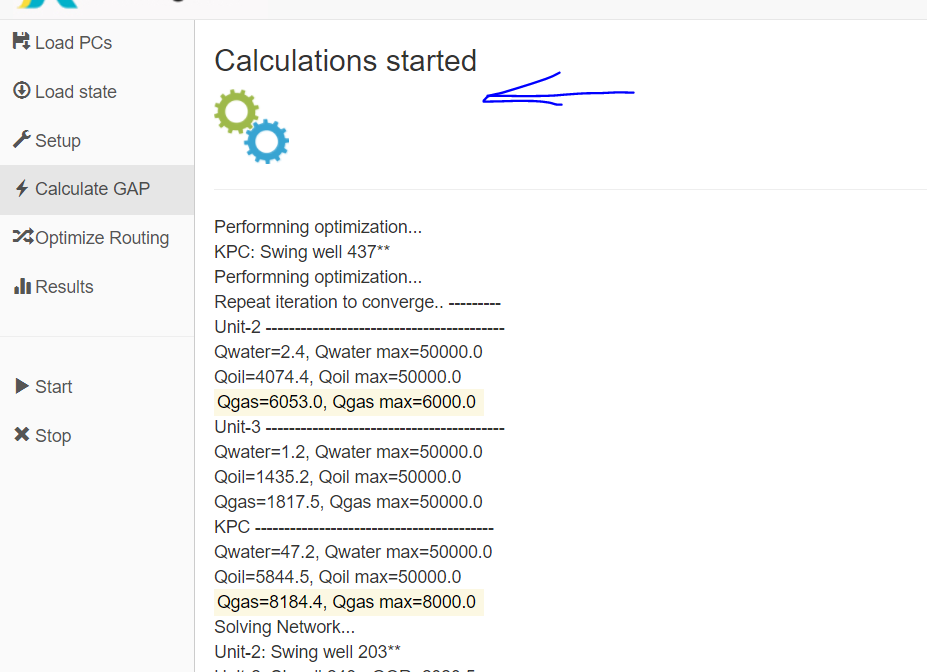 Load PCs
Load state
Setup
Calculate GAP
Optimize Routing
Results
Start
Stop
Calculations started
Performning optimization...
KPC: Swing well 437**
Performning optimization...
Repeat iteration to converge.. ---------
Unit-2 -----------------------------------------
Qwater=2.4, Qwater max=50000.0
Qoil=4074.4, Qoil max=50000.0
Qgas=6053.0, Qgas max=6000.0
Unit-3 -----------------------------------------
Qwater=1.2, Qwater max=50000.0
Qoil=1435.2, Qoil max=50000.0
Qgas=1817.5, Qgas max=50000.0
KPC -----------------------------------------
Qwater=47.2, Qwater max=50000.0
Qoil=5844.5, Qoil max=50000.0
Qgas=8184.4, Qgas max=8000.0
Solving Network...
Unit-2: Swing well 203**